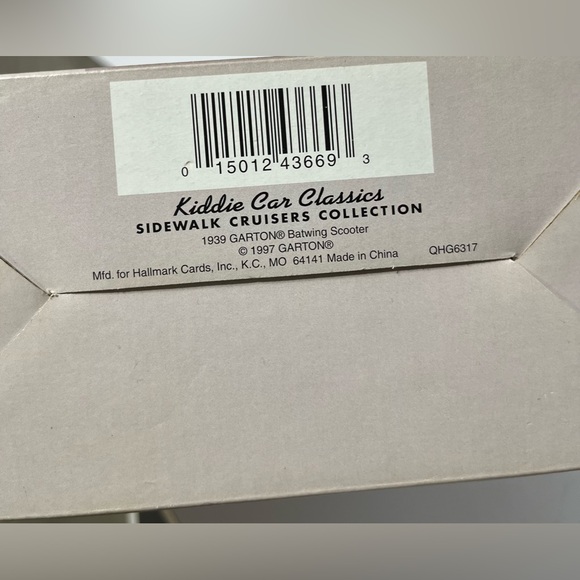 0 15012 43669 3
Kiddie Car Classics
SIDEWALK CRUISERS COLLECTION
1939 GARTON® Batwing Scooter
© 1997 GARTON®
Mfd. for Hallmark Cards, Inc., K.C., MO 64141 Made in China QHG6317